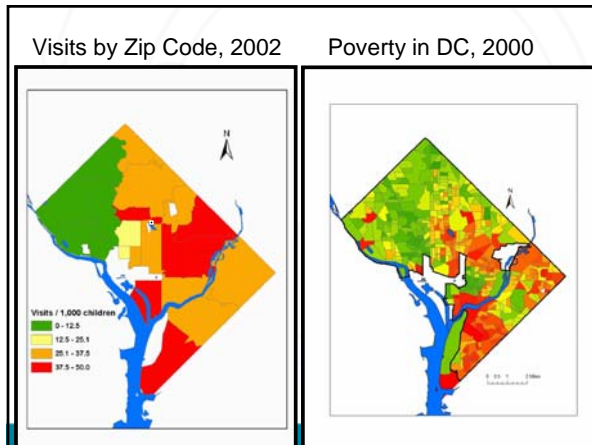 Visits by Zip Code, 2002
Poverty in DC, 2000
N
Visits / 1,000 children
0 - 12.5
12.5 - 25.1
25.1 - 37.5
37.5 - 50.0
N